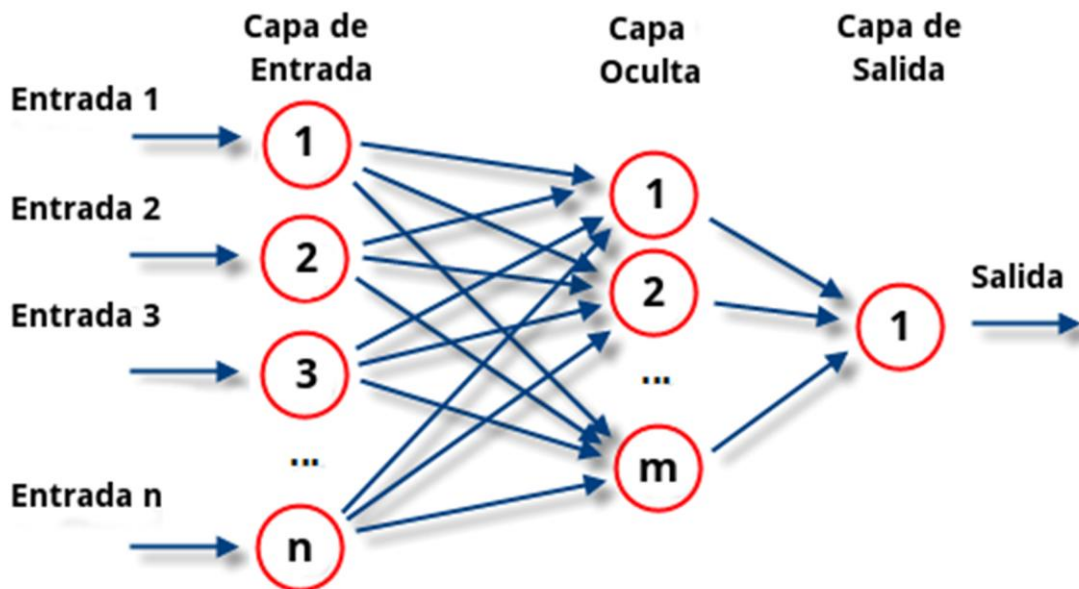 Capa de
Entrada
Capa
Oculta
Capa de
Salida
Entrada 1
1
Entrada 2
2
Entrada 3
3
...
Entrada n
n
1
2
...
m
1
Salida